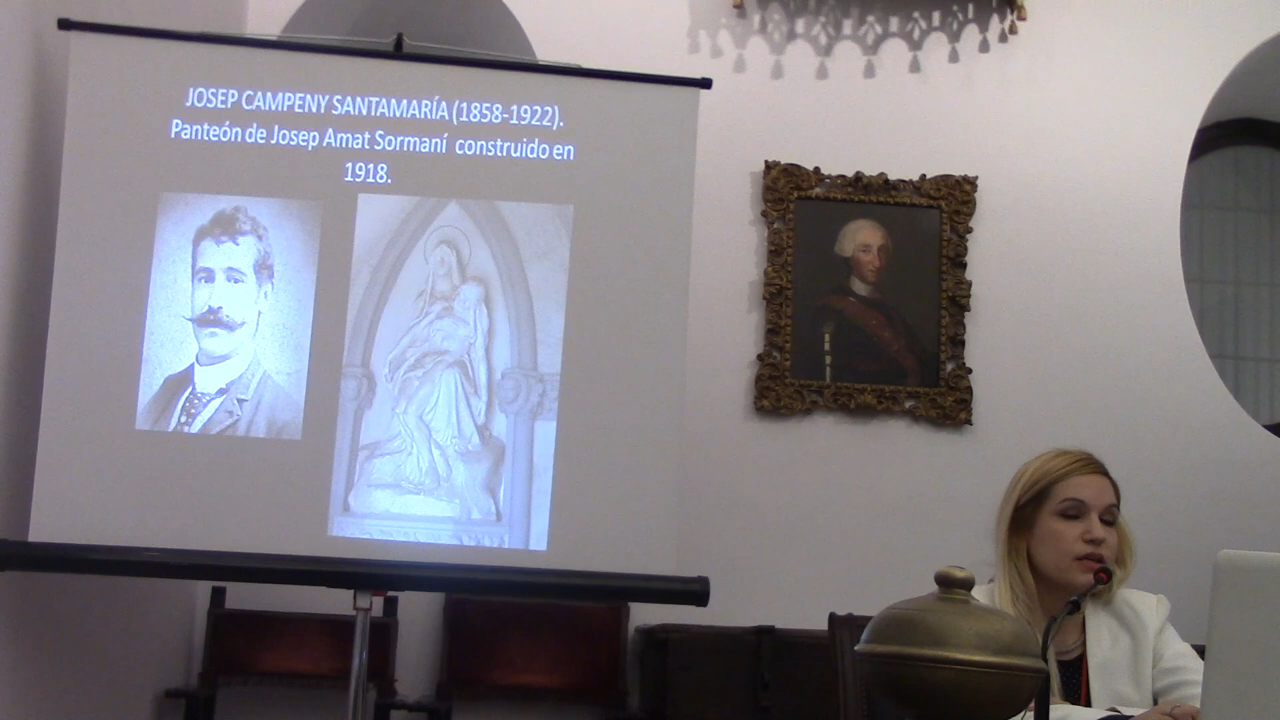 JOSEP CAMPENY SANTAMARÍA (1858-1922).
Panteón de Josep Amat Sormaní construido en
1918.